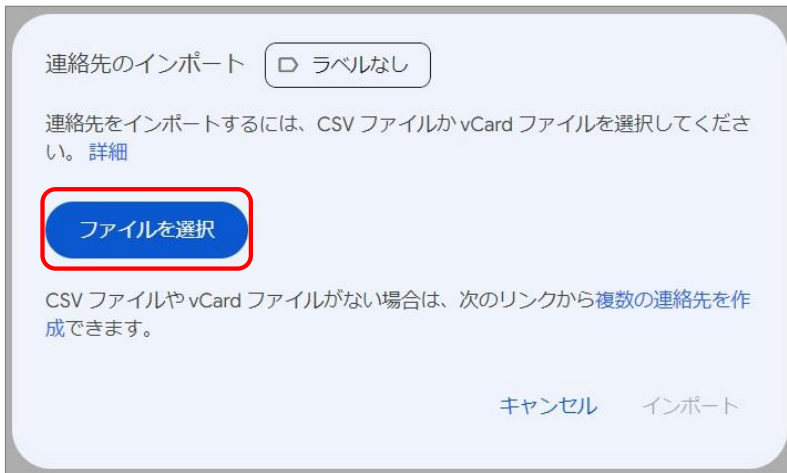 連絡先のインポート ラベルなし
連絡先をインポートするには、CSV ファイルか vCard ファイルを選択してくださ
い。 詳細
ファイルを選択
CSV ファイルや vCard ファイルがない場合は、次のリンクから複数の連絡先を作
成できます。
キャンセル インポート